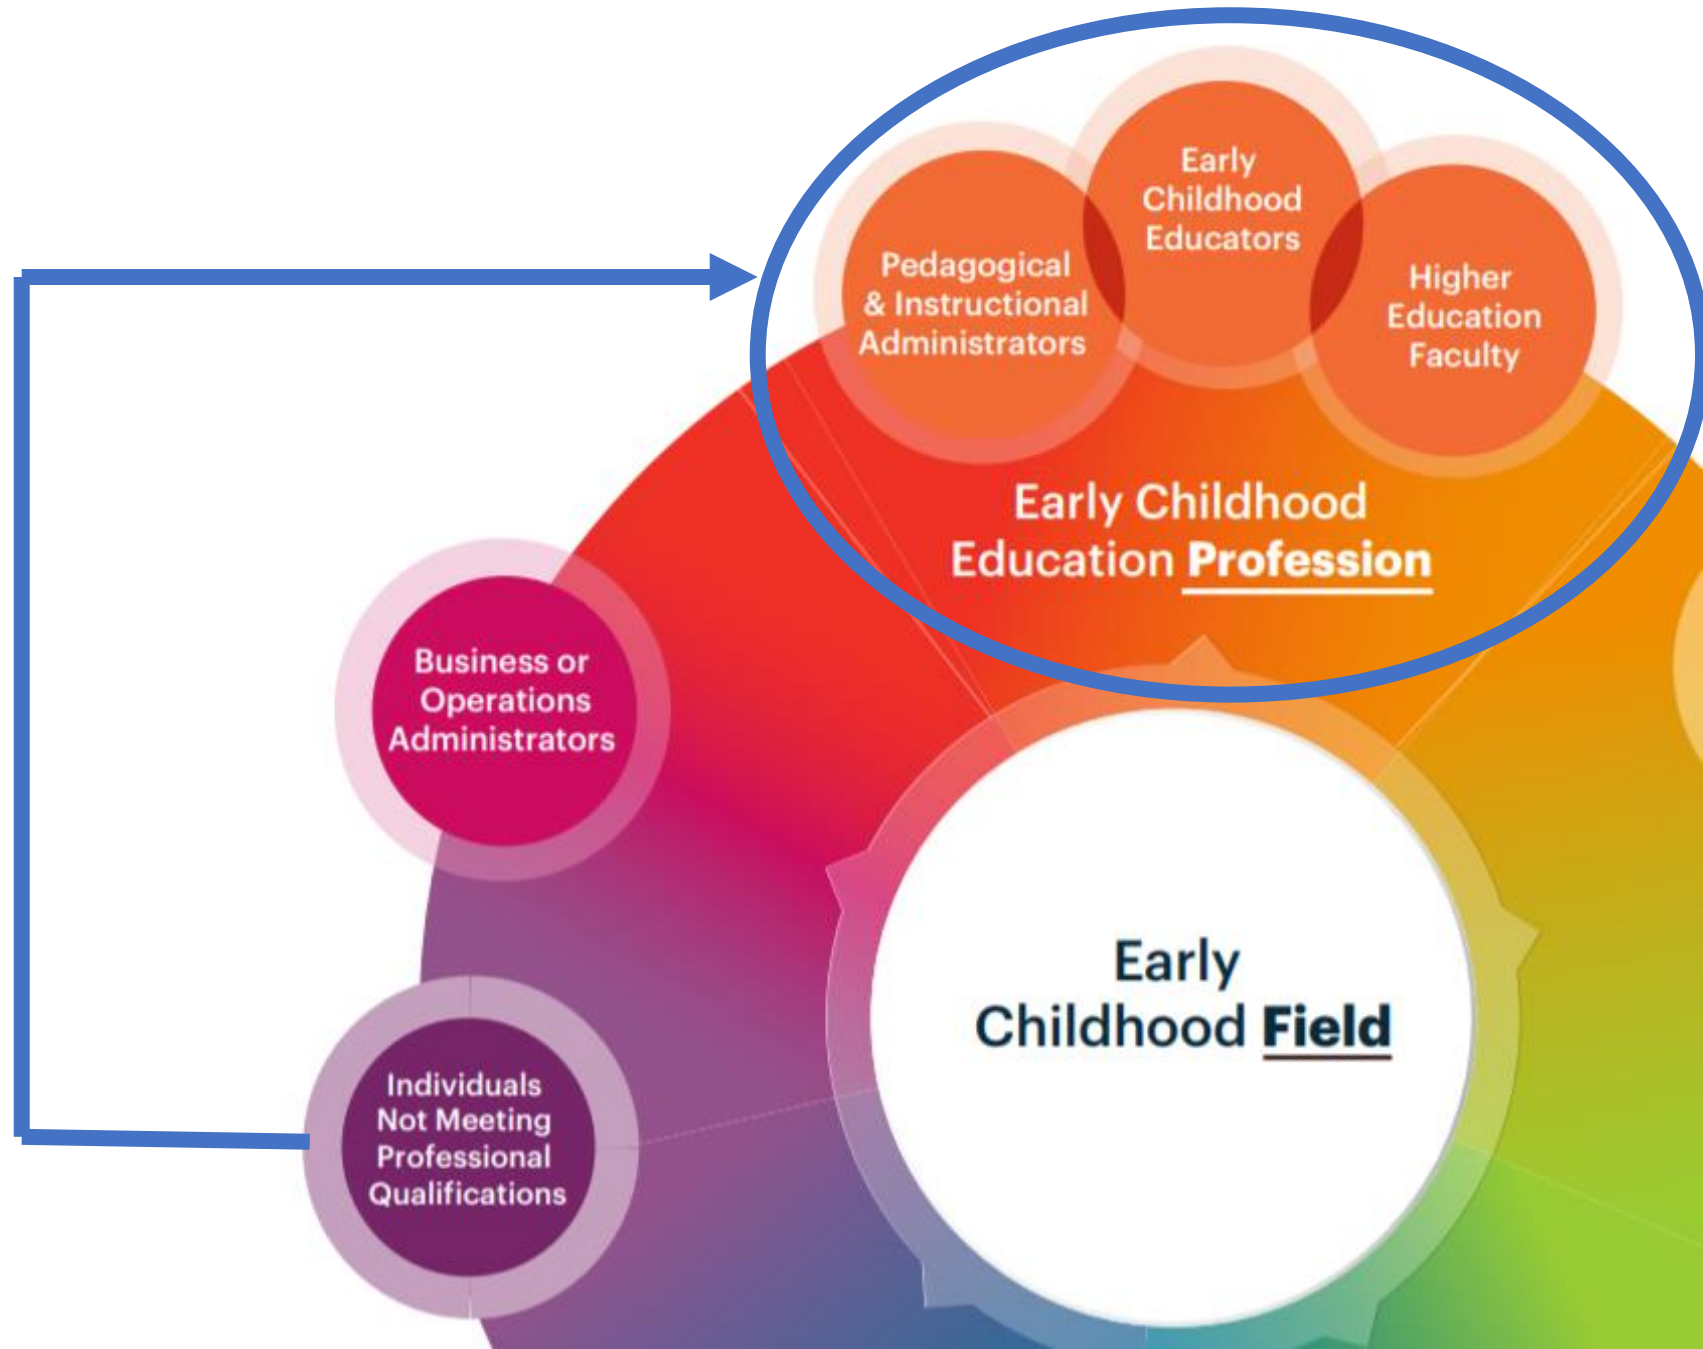 Early
Childhood
Educators
Pedagogical
& Instructional
Administrators
Higher
Education
Faculty
Early Childhood
Education Profession
Business or
Operations
Administrators
Early
Childhood Field
Individuals
Not Meeting
Professional
Qualifications